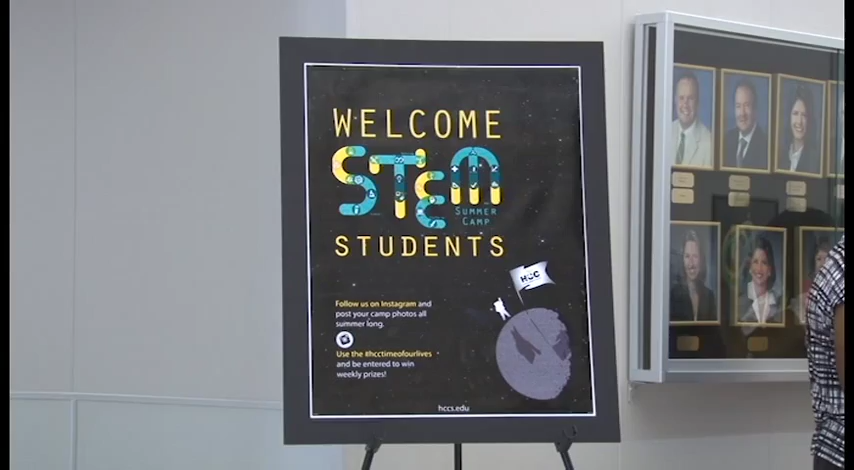 WELCOME
STEM
SUMMER
CAMP
STUDENTS
HCC
Follow us on Instagram and
post your camp photos all
summer long.
Use the #hcctimeofourlives
and be entered to win
weekly prizes!
hccs.edu